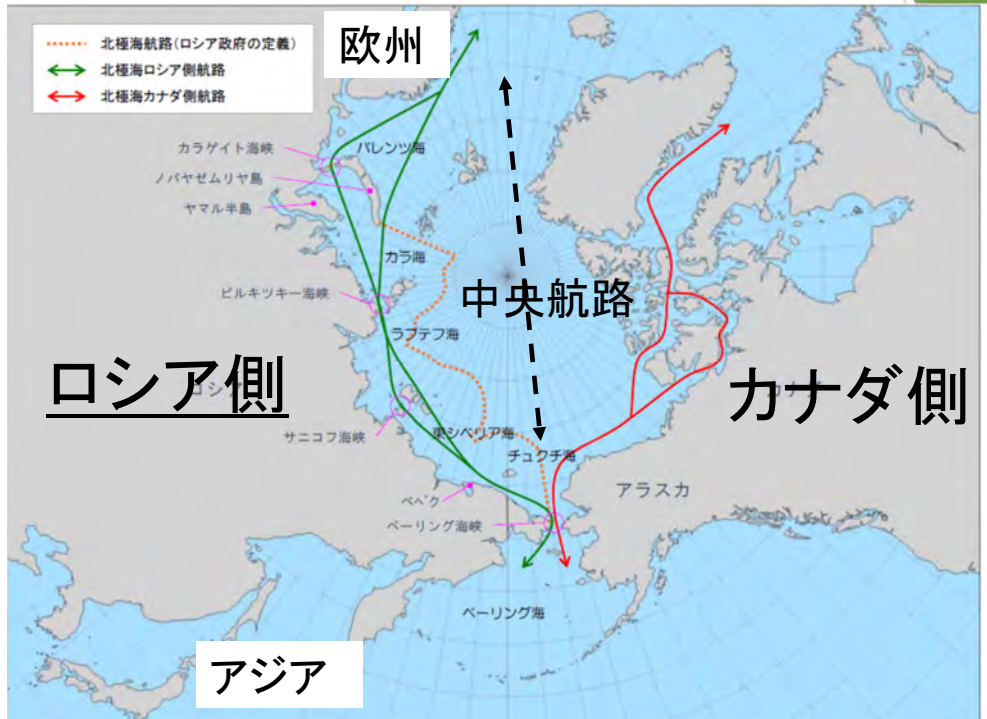 北極海航路(ロシア政府の定義)
北極海ロシア側航路
北極海カナダ側航路
欧州
カラゲイト海峡
バレンツ海
ノバヤゼムリヤ島
ヤマル半島
カラ海
ビルキツキー海峡
中央航路
ラプテフ海
ロシア側
ロシア
カナダ側
サニコフ海峡
東シベリア海
チュクチ海
アラスカ
ペベク
ベーリング海峡
ベーリング海
アジア